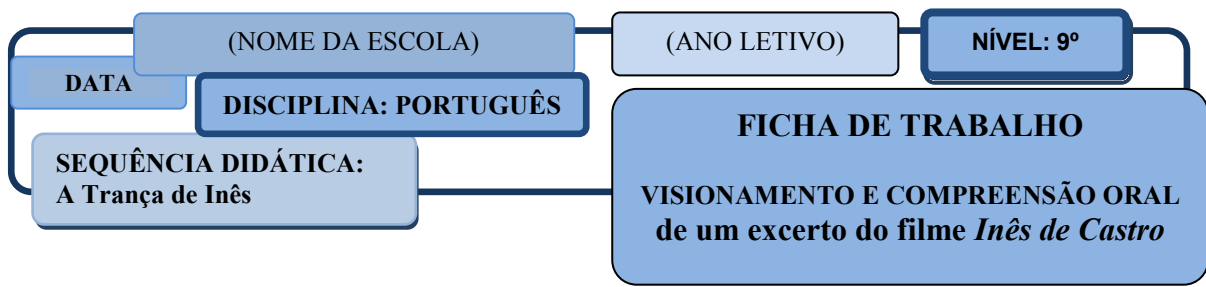 (NOME DA ESCOLA)
(ANO LETIVO)
NÍVEL: 9º
DATA
DISCIPLINA: PORTUGUÊS
SEQUÊNCIA DIDÁTICA:
A Trança de Inês
FICHA DE TRABALHO
VISIONAMENTO E COMPREENSÃO ORAL
de um excerto do filme Inês de Castro